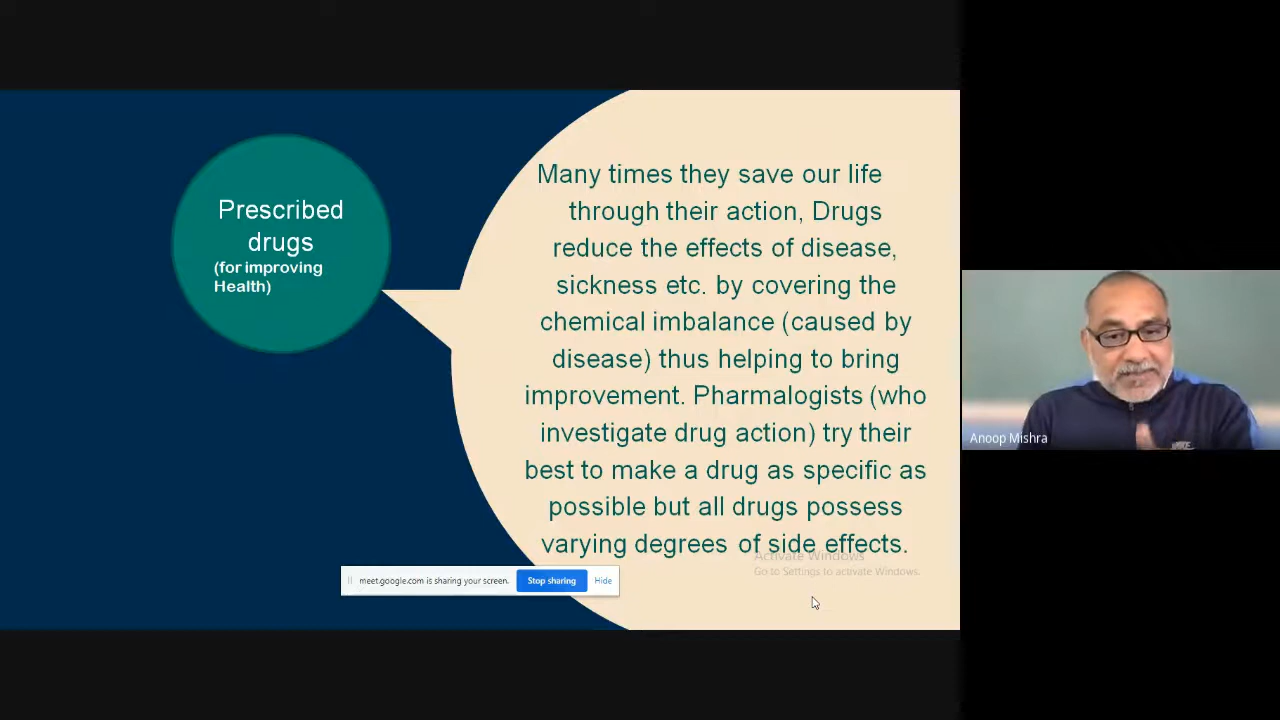 Prescribed
drugs
(for improving
Health)
Many times they save our life
through their action, Drugs
reduce the effects of disease,
sickness etc. by covering the
chemical imbalance (caused by
disease) thus helping to bring
improvement. Pharmalogists (who
investigate drug action) try their
best to make a drug as specific as
possible but all drugs possess
varying degrees of side effects.
Activate Windows
Go to Settings to activate Windows.
meet.google.com is sharing your screen.
Stop sharing
Hide
Anoop Mishra